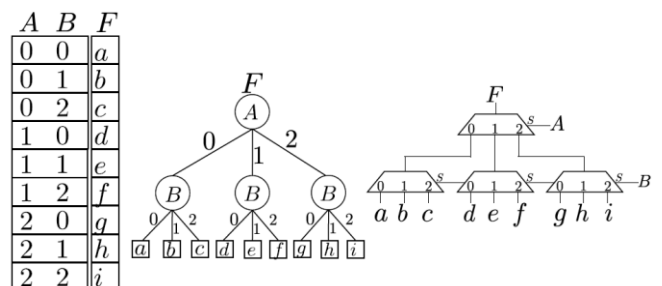 A B F
0 0 a
0 1 b
0 2 c
1 0 d
1 1 e
1 2 f
2 0 g
2 1 h
2 2 i
F
A
0 1 2
B B B
0 1 2 0 1 2 0 1 2
a b c d e f g h i
F
0 1 2 s A
0 1 2 s 0 1 2 s 0 1 2 s B
a b c d e f g h i